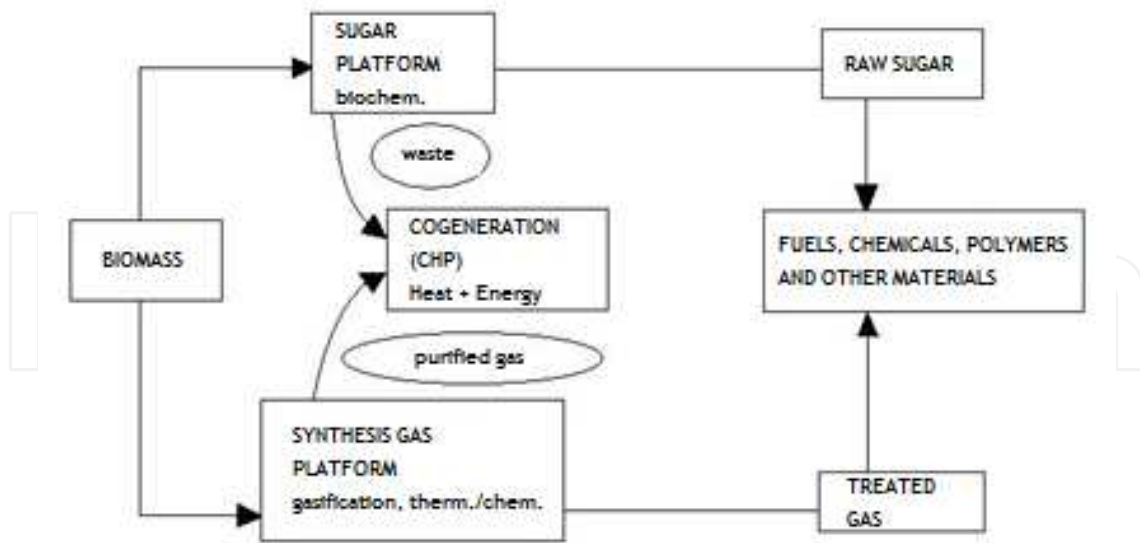 SUGAR
PLATFORM
biochem.
RAW SUGAR
waste
BIOMASS
COGENERATION
(CHP)
Heat + Energy
FUELS, CHEMICALS, POLYMERS
AND OTHER MATERIALS
purified gas
SYNTHESIS GAS
PLATFORM
gasification, therm./chem.
TREATED
GAS